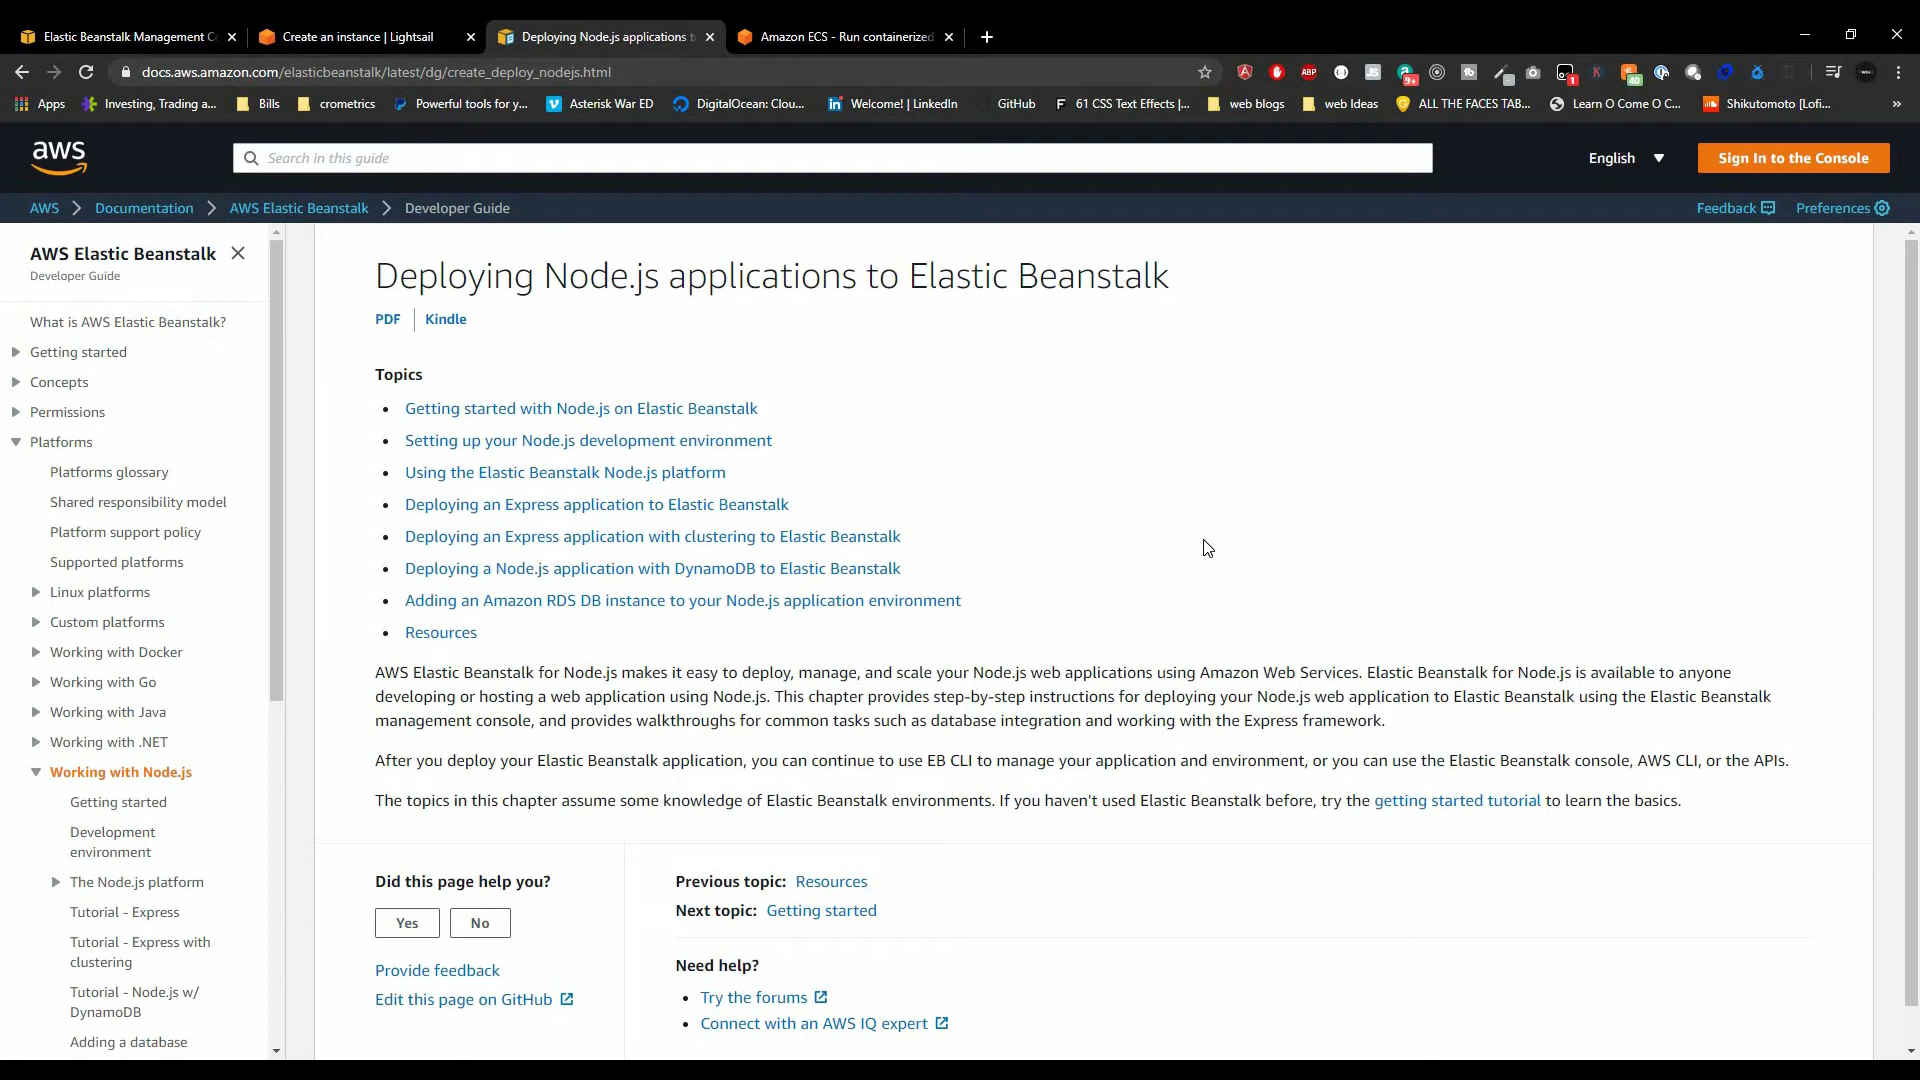 Elastic Beanstalk Management Co
Create an instance | Lightsail
Deploying Node.js applications t
Amazon ECS - Run containerized
docs.aws.amazon.com/elasticbeanstalk/latest/dg/create_deploy_nodejs.html
ABP
JS
9+
1
K
40
Apps
Investing, Trading a...
Bills
crometrics
Powerful tools for y...
Asterisk War ED
DigitalOcean: Clou...
Welcome! | LinkedIn
GitHub
61 CSS Text Effects |...
web blogs
web Ideas
ALL THE FACES TAB...
Learn O Come O C...
Shikutomoto [Lofi...
»
aws
Search in this guide
English
Sign In to the Console
AWS
Documentation
AWS Elastic Beanstalk
Developer Guide
Feedback
Preferences
AWS Elastic Beanstalk
Developer Guide
What is AWS Elastic Beanstalk?
Getting started
Concepts
Permissions
Platforms
Platforms glossary
Shared responsibility model
Platform support policy
Supported platforms
Linux platforms
Custom platforms
Working with Docker
Working with Go
Working with Java
Working with .NET
Working with Node.js
Getting started
Development
environment
The Node.js platform
Tutorial - Express
Tutorial - Express with
clustering
Tutorial - Node.js w/
DynamoDB
Adding a database
Deploying Node.js applications to Elastic Beanstalk
PDF
Kindle
Topics
• Getting started with Node.js on Elastic Beanstalk
• Setting up your Node.js development environment
• Using the Elastic Beanstalk Node.js platform
• Deploying an Express application to Elastic Beanstalk
• Deploying an Express application with clustering to Elastic Beanstalk
• Deploying a Node.js application with DynamoDB to Elastic Beanstalk
• Adding an Amazon RDS DB instance to your Node.js application environment
• Resources
AWS Elastic Beanstalk for Node.js makes it easy to deploy, manage, and scale your Node.js web applications using Amazon Web Services. Elastic Beanstalk for Node.js is available to anyone
developing or hosting a web application using Node.js. This chapter provides step-by-step instructions for deploying your Node.js web application to Elastic Beanstalk using the Elastic Beanstalk
management console, and provides walkthroughs for common tasks such as database integration and working with the Express framework.
After you deploy your Elastic Beanstalk application, you can continue to use EB CLI to manage your application and environment, or you can use the Elastic Beanstalk console, AWS CLI, or the APIs.
The topics in this chapter assume some knowledge of Elastic Beanstalk environments. If you haven't used Elastic Beanstalk before, try the getting started tutorial to learn the basics.
Did this page help you?
Yes
No
Provide feedback
Edit this page on GitHub
Previous topic: Resources
Next topic: Getting started
Need help?
• Try the forums
• Connect with an AWS IQ expert